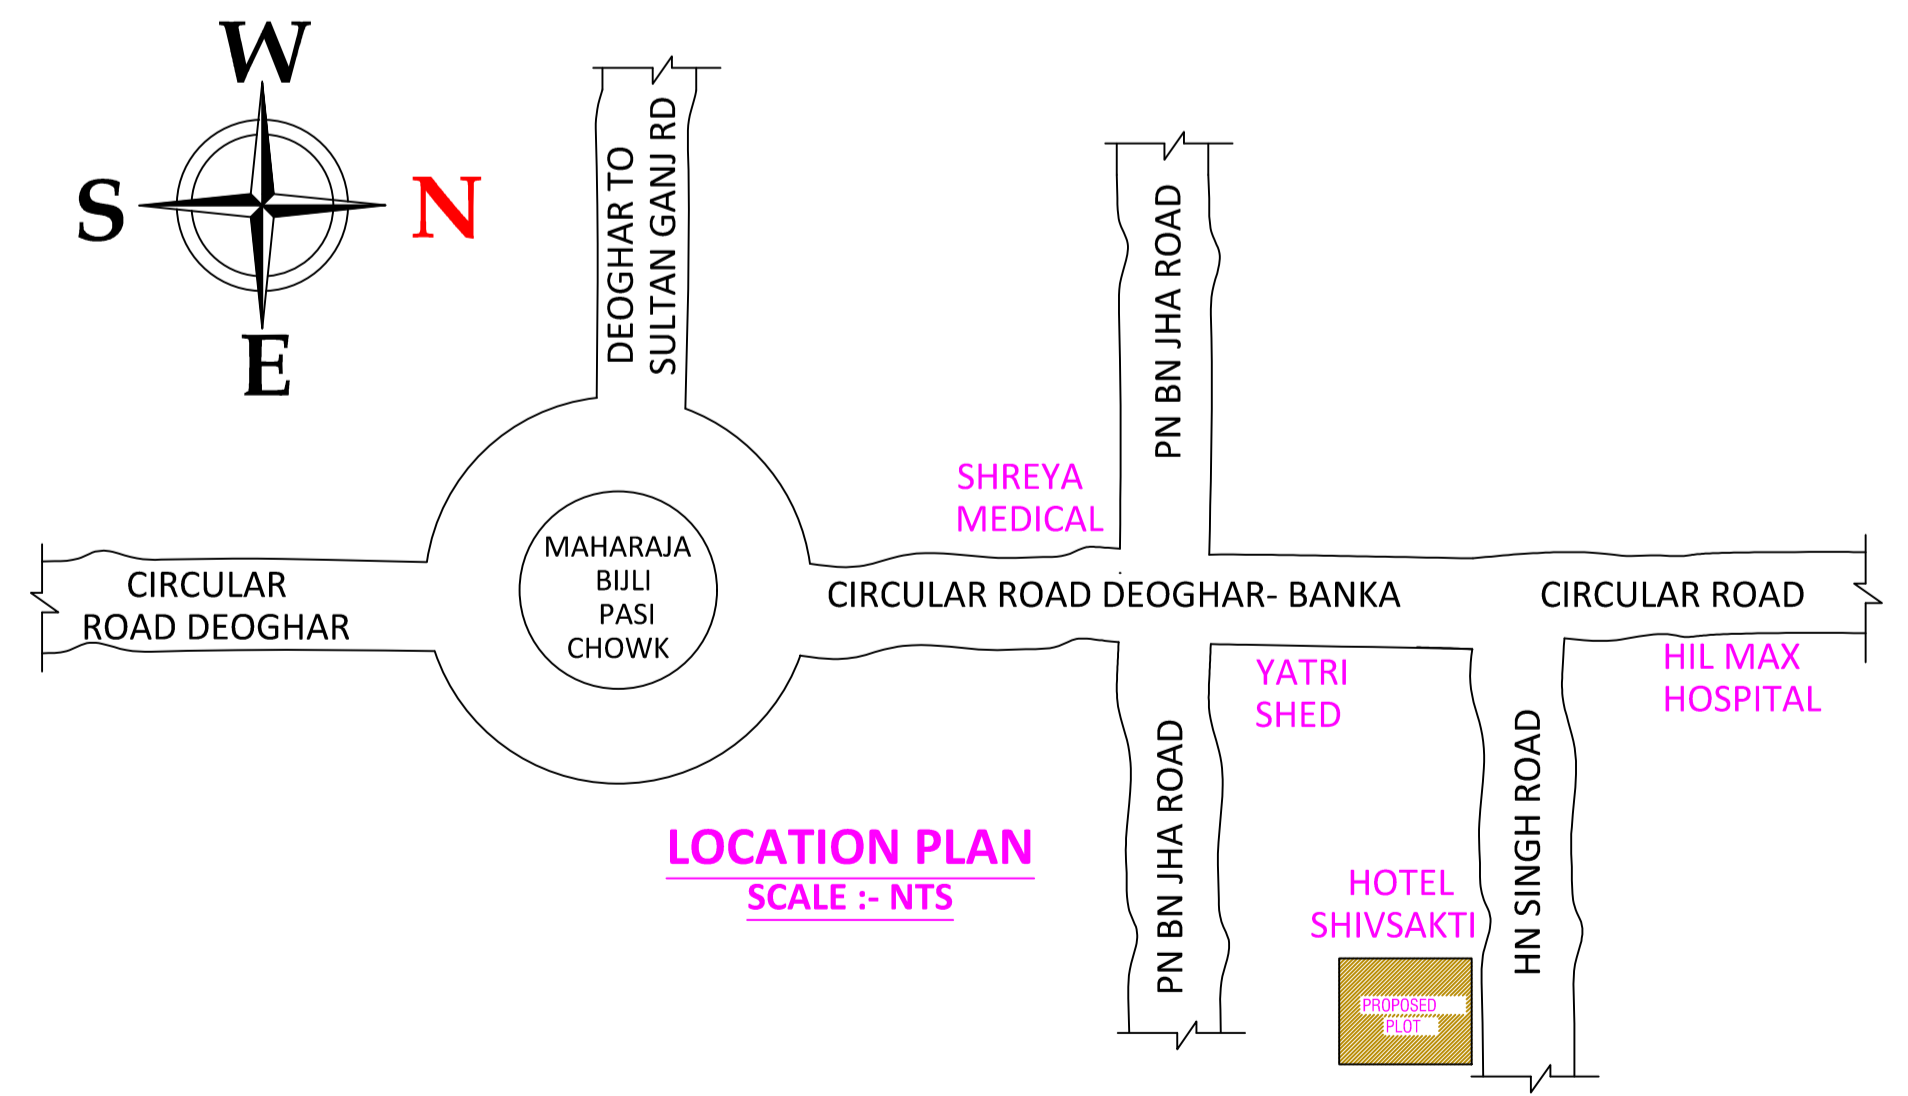 W
S
N
E
DEOGHAR TO
SULTAN GANJ RD
PN BN JHA ROAD
SHREYA
MEDICAL
MAHARAJA
BIJLI
PASI
CHOWK
CIRCULAR
ROAD DEOGHAR
CIRCULAR ROAD DEOGHAR- BANKA
CIRCULAR ROAD
YATRI
SHED
HIL MAX
HOSPITAL
PN BN JHA ROAD
HN SINGH ROAD
LOCATION PLAN
SCALE :- NTS
HOTEL
SHIVSAKTI
PROPOSED
PLOT